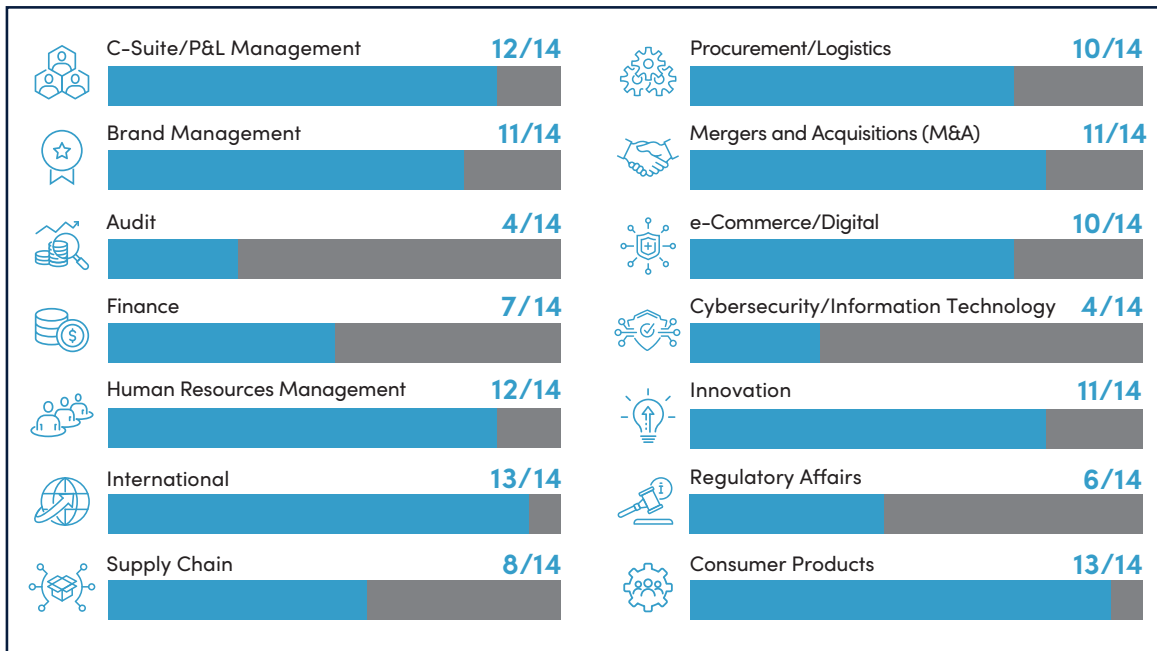 C-Suite/P&L Management 12/14
Brand Management 11/14
Audit 4/14
Finance 7/14
$
Human Resources Management 12/14
International 13/14
Supply Chain 8/14
Procurement/Logistics 10/14
Mergers and Acquisitions (M&A) 11/14
e-Commerce/Digital 10/14
Cybersecurity/Information Technology 4/14
Innovation 11/14
Regulatory Affairs 6/14
i
Consumer Products 13/14